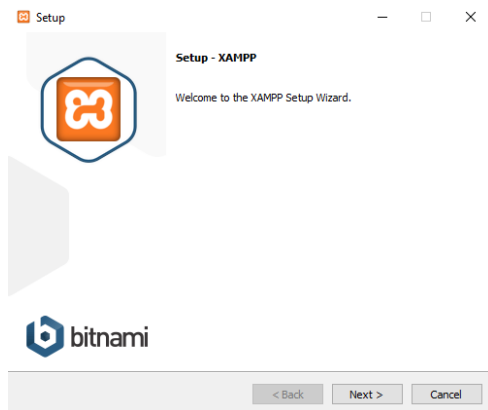 Setup
Setup - XAMPP
Welcome to the XAMPP Setup Wizard.
bitnami
< Back
Next >
Cancel